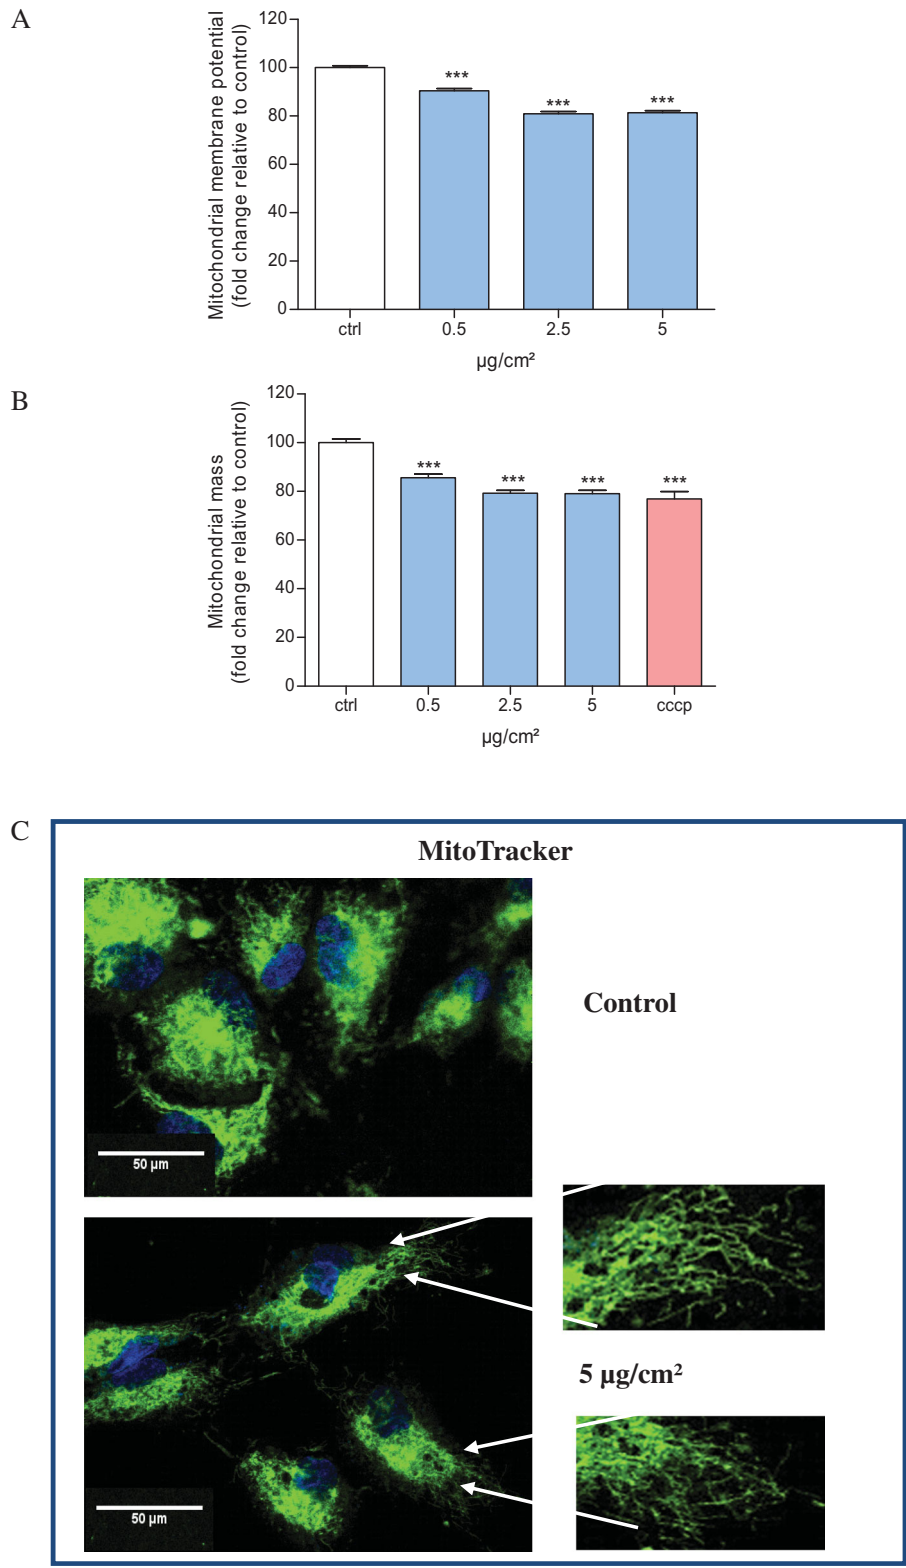 A
Mitochondrial membrane potential
(fold change relative to control)
120
100
80
60
40
20
0
***
***
***
ctrl
0.5
2.5
5
µg/cm²
B
Mitochondrial mass
(fold change relative to control)
120
100
80
60
40
20
0
***
***
***
***
ctrl
0.5
2.5
5
cccp
µg/cm²
C
MitoTracker
Control
50 µm
5 µg/cm²
50 µm